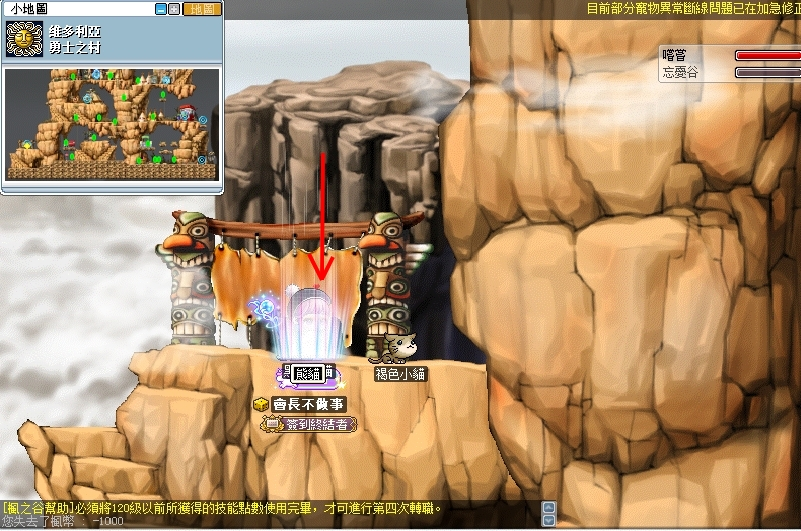 小地圖
地圖
維多利亞
勇士之村
目前部分寵物異常斷線問題已在加急修正
嚐嘗
忘憂谷
熊貓
褐色小貓
會長不做事
簽到終結者
[楓之谷幫助]必須將120級以前所獲得的技能點數使用完畢，才可進行第四次轉職。
您失去了楓幣 : -1000